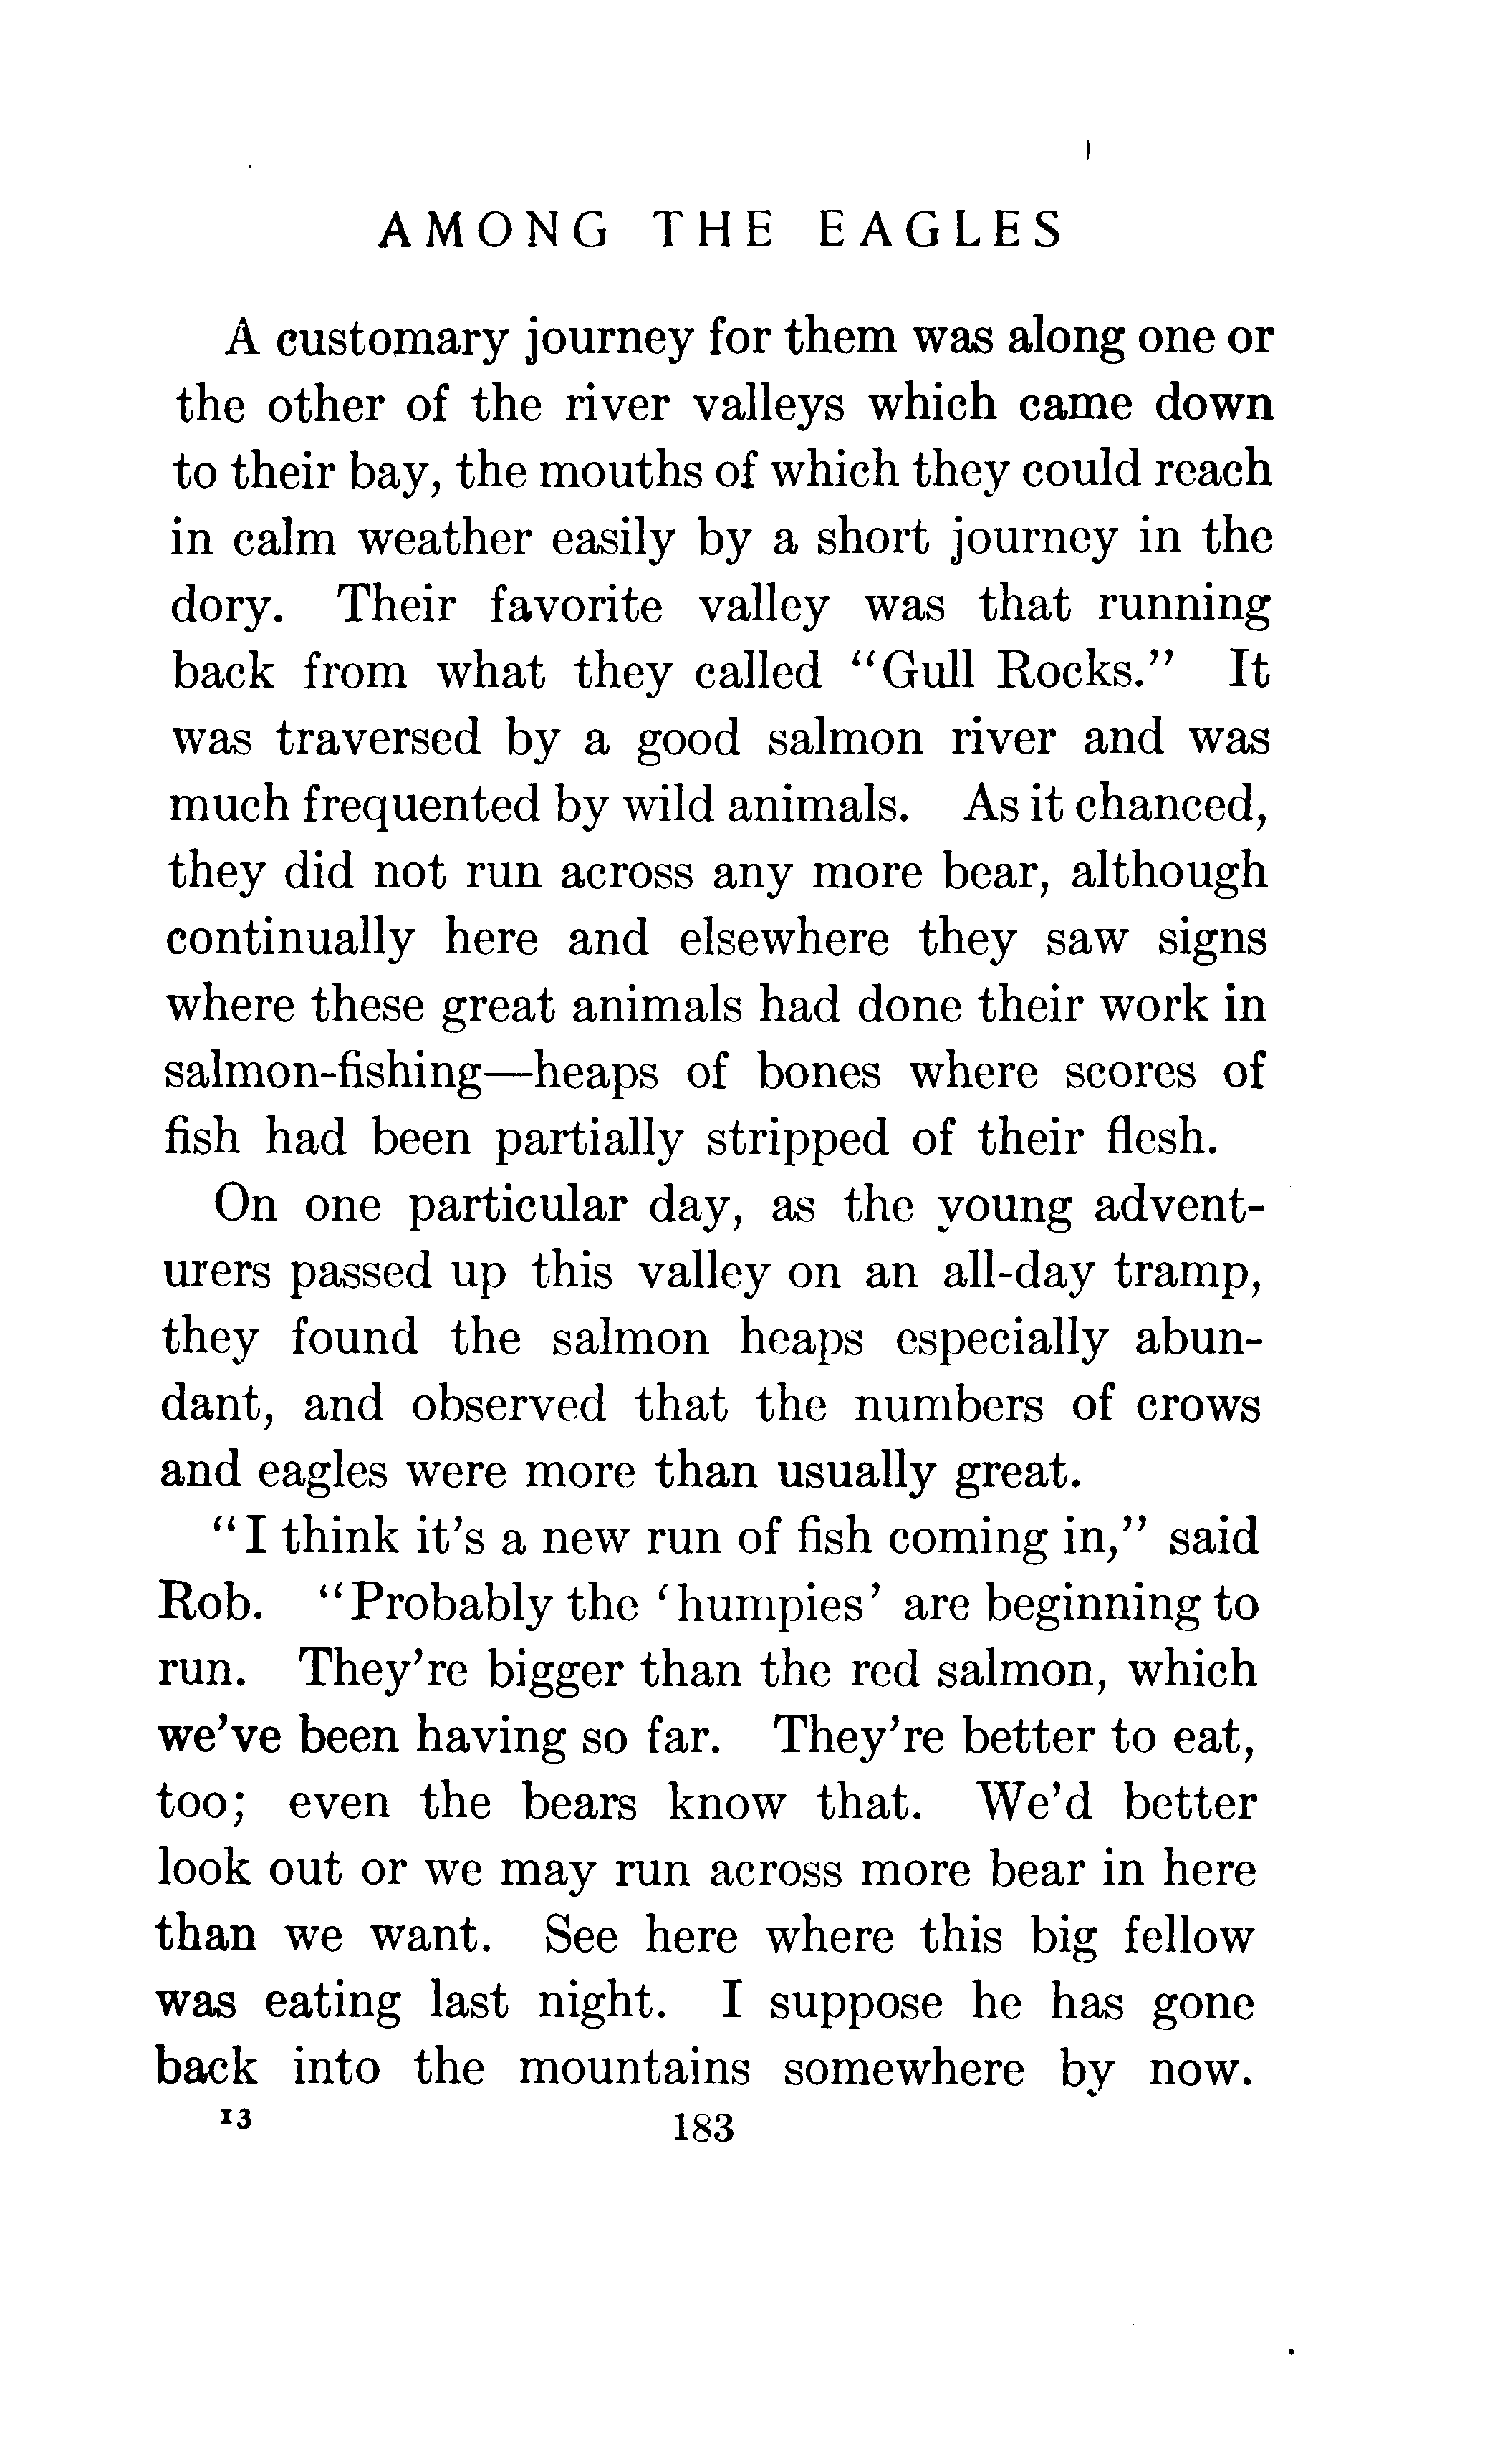 AMONG THE EAGLES
A customary journey for them was along one or
the other of the river valleys which came down
to their bay, the mouths of which they could reach
in calm weather easily by a short journey in the
dory. Their favorite valley was that running
back from what they called “Gull Rocks.” It
was traversed by a good salmon river and was
much frequented by wild animals. As it chanced,
they did not run across any more bear, although
continually here and elsewhere they saw signs
where these great animals had done their work in
salmon-fishing—heaps of bones where scores of
fish had been partially stripped of their flesh.
On one particular day, as the young advent-
urers passed up this valley on an all-day tramp,
they found the salmon heaps especially abun-
dant, and observed that the numbers of crows
and eagles were more than usually great.
“I think it’s a new run of fish coming in,” said
Rob. “Probably the ‘humpies’ are beginning to
run. They’re bigger than the red salmon, which
we’ve been having so far. They’re better to eat,
too; even the bears know that. We’d better
look out or we may run across more bear in here
than we want. See here where this big fellow
was eating last night. I suppose he has gone
back into the mountains somewhere by now.
13 183